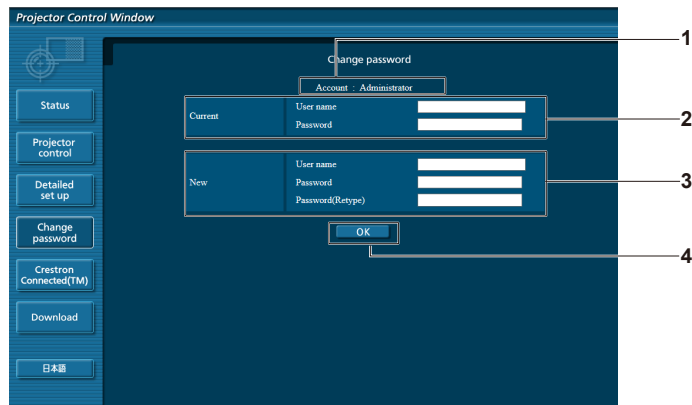 Projector Control Window
1
Change password
Account : Administrator
Status
Current
User name
Password
2
Projector
control
New
User name
Password
Password(Retype)
3
Detailed
set up
Change
password
OK
4
Crestron
Connected(TM)
Download
日本語